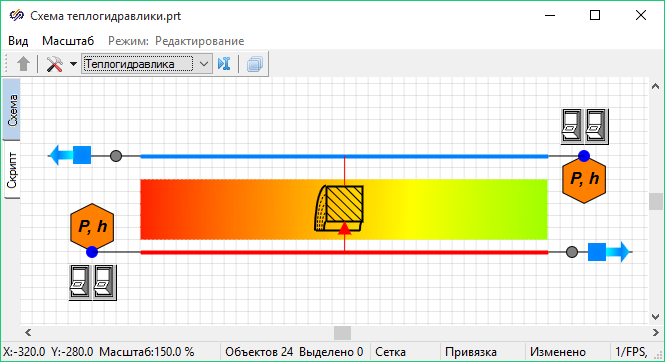 Схема теплогидравлики.prt
Вид Масштаб Режим: Редактирование
Теплогидравлика
Схема
Скрипт
P, h
P, h
X:-320.0 Y:-280.0 Масштаб:150.0 % Объектов 24 Выделено 0 Сетка Привязка Изменено 1/FPS,